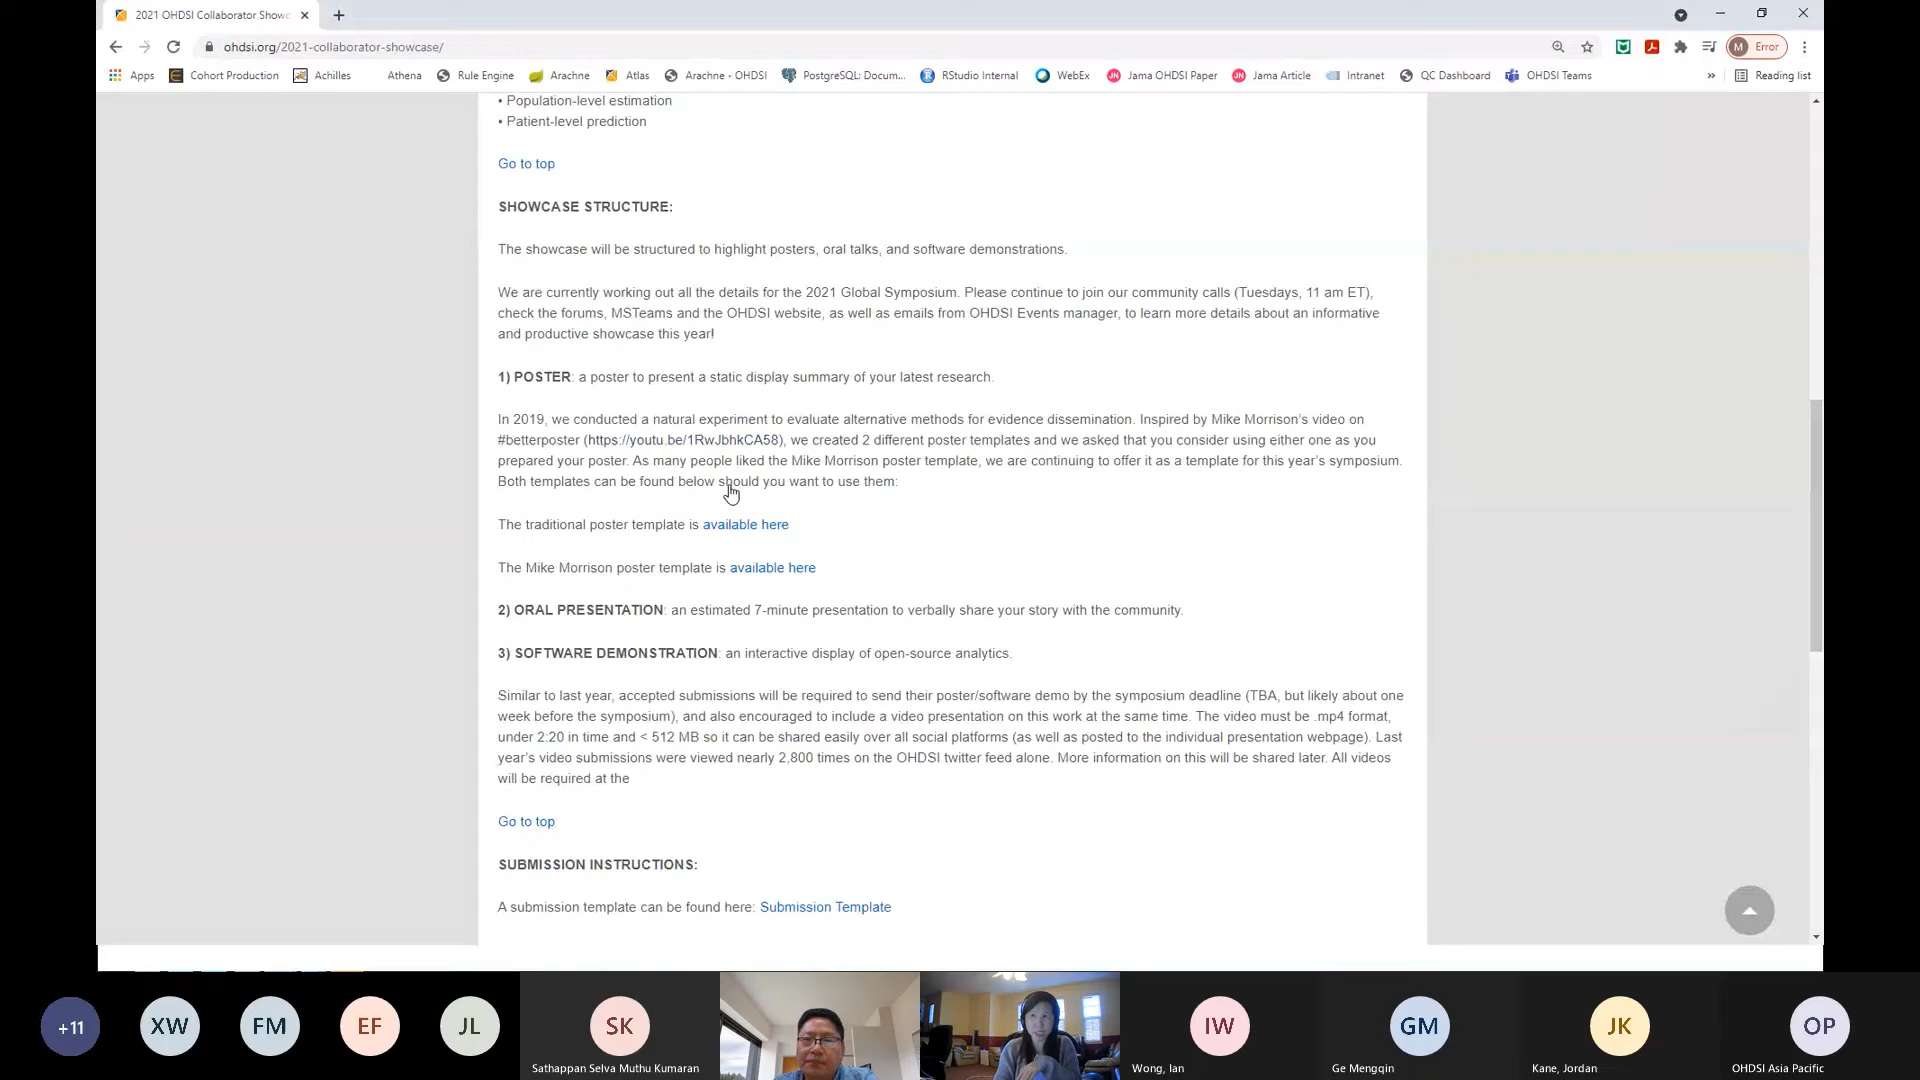 2021 OHDSI Collaborator Showc
ohdsi.org/2021-collaborator-showcase/
M Error
Apps Cohort Production Achilles Athena Rule Engine Arachne Atlas Arachne - OHDSI PostgreSQL: Docum... RStudio Internal WebEx Jama OHDSI Paper Jama Article Intranet QC Dashboard OHDSI Teams » Reading list
• Population-level estimation
• Patient-level prediction
Go to top
SHOWCASE STRUCTURE:
The showcase will be structured to highlight posters, oral talks, and software demonstrations.
We are currently working out all the details for the 2021 Global Symposium. Please continue to join our community calls (Tuesdays, 11 am ET),
check the forums, MSTeams and the OHDSI website, as well as emails from OHDSI Events manager, to learn more details about an informative
and productive showcase this year!
1) POSTER: a poster to present a static display summary of your latest research.
In 2019, we conducted a natural experiment to evaluate alternative methods for evidence dissemination. Inspired by Mike Morrison's video on
#betterposter (https://youtu.be/1RwJbhkCA58), we created 2 different poster templates and we asked that you consider using either one as you
prepared your poster. As many people liked the Mike Morrison poster template, we are continuing to offer it as a template for this year's symposium.
Both templates can be found below should you want to use them:
The traditional poster template is available here
The Mike Morrison poster template is available here
2) ORAL PRESENTATION: an estimated 7-minute presentation to verbally share your story with the community.
3) SOFTWARE DEMONSTRATION: an interactive display of open-source analytics.
Similar to last year, accepted submissions will be required to send their poster/software demo by the symposium deadline (TBA, but likely about one
week before the symposium), and also encouraged to include a video presentation on this work at the same time. The video must be .mp4 format,
under 2:20 in time and < 512 MB so it can be shared easily over all social platforms (as well as posted to the individual presentation webpage). Last
year's video submissions were viewed nearly 2,800 times on the OHDSI twitter feed alone. More information on this will be shared later. All videos
will be required at the
Go to top
SUBMISSION INSTRUCTIONS:
A submission template can be found here: Submission Template
+11 XW FM EF JL SK IW GM JK OP
Sathappan Selva Muthu Kumaran Wong, Ian Ge Mengqin Kane, Jordan OHDSI Asia Pacific